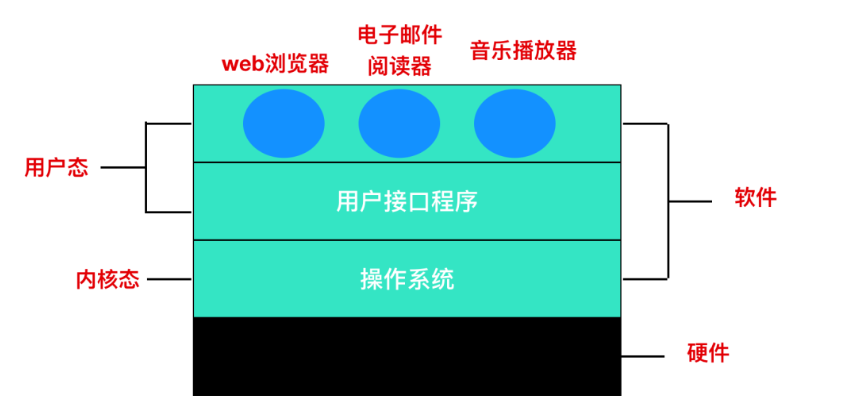 电子邮件
web浏览器
阅读器
音乐播放器
用户态
用户接口程序
软件
内核态
操作系统
硬件